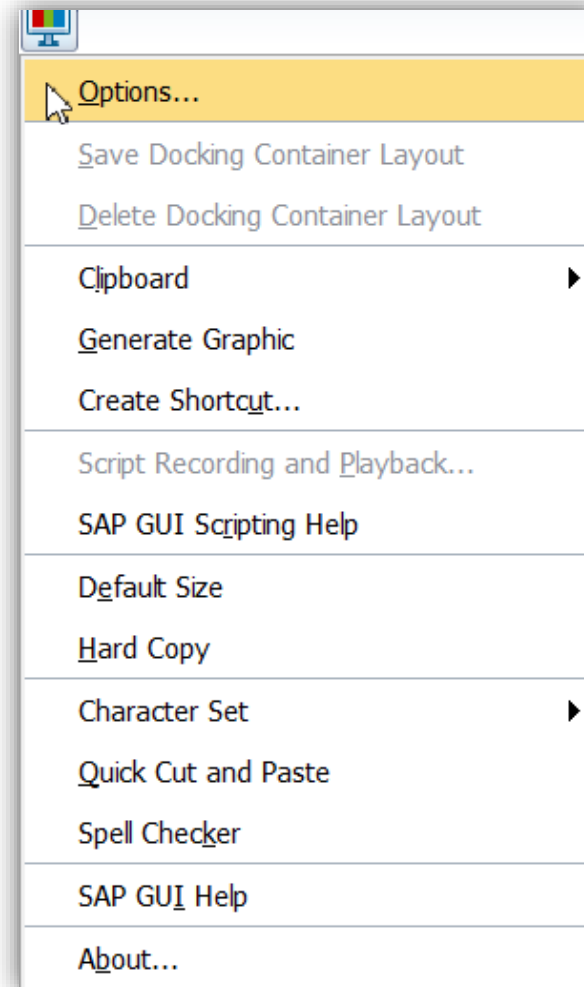 Options...
Save Docking Container Layout
Delete Docking Container Layout
Clipboard
Generate Graphic
Create Shortcut...
Script Recording and Playback...
SAP GUI Scripting Help
Default Size
Hard Copy
Character Set
Quick Cut and Paste
Spell Checker
SAP GUI Help
About...